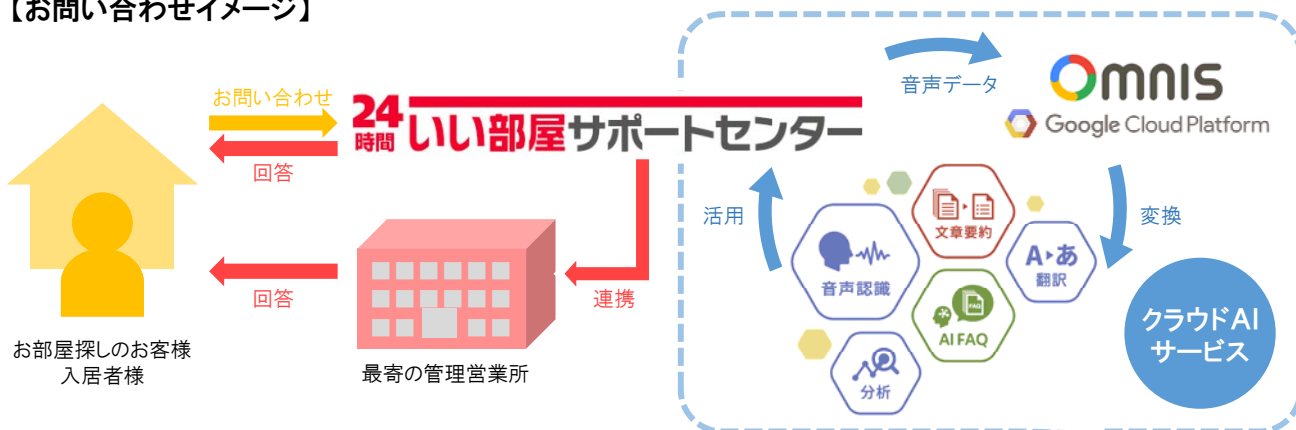 【お問い合わせイメージ】
お問い合わせ
回答
24時間 いい部屋サポートセンター
音声データ
OMNIS
Google Cloud Platform
活用
変換
文章要約
音声認識
A▸あ
翻訳
AI FAQ
FAQ
分析
クラウドAI
サービス
回答
連携
お部屋探しのお客様
入居者様
最寄の管理営業所